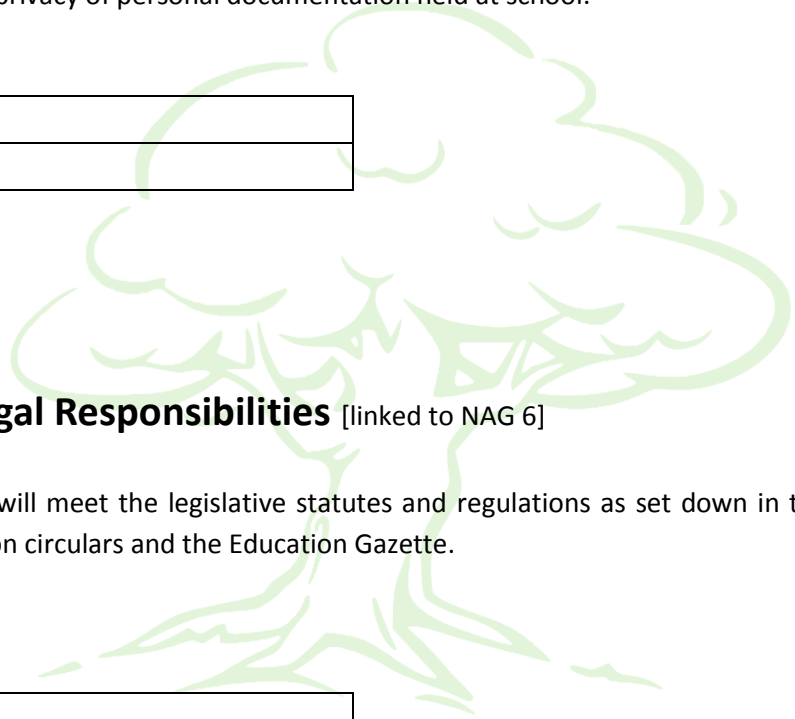 privacy of personal documentation held at school.
gal Responsibilities [linked to NAG 6]
will meet the legislative statutes and regulations as set down in t
on circulars and the Education Gazette.